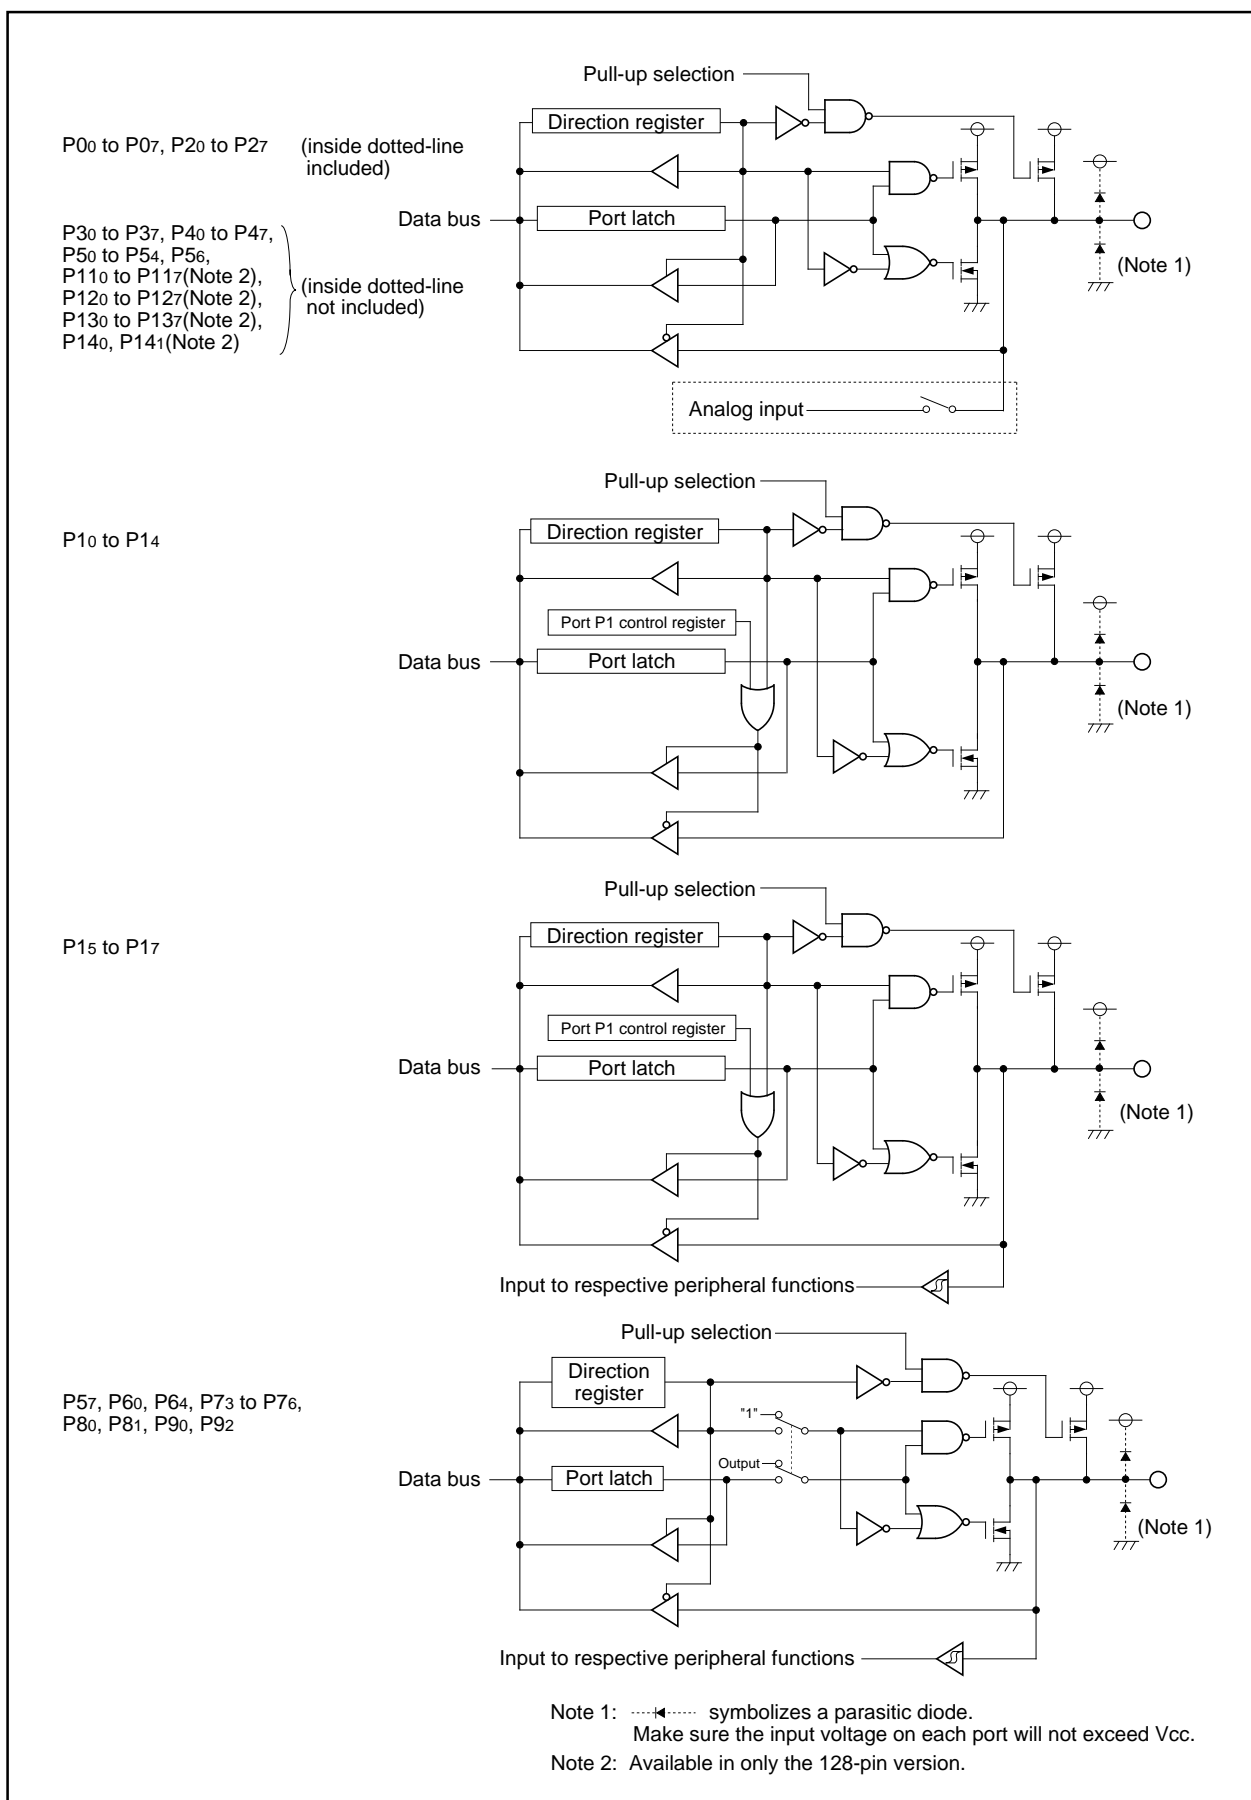 Pull-up selection
Direction register
P00 to P07, P20 to P27 (inside dotted-line
included)
Data bus
Port latch
P30 to P37, P40 to P47,
P50 to P54, P56,
P110 to P117(Note 2),
P120 to P127(Note 2),
P130 to P137(Note 2),
P140, P141(Note 2)
(inside dotted-line
not included)
(Note 1)
Analog input
Pull-up selection
Direction register
P10 to P14
Port P1 control register
Data bus
Port latch
(Note 1)
Pull-up selection
Direction register
P15 to P17
Port P1 control register
Data bus
Port latch
(Note 1)
Input to respective peripheral functions
Pull-up selection
Direction
register
P57, P60, P64, P73 to P76,
P80, P81, P90, P92
"1"
Output
Data bus
Port latch
(Note 1)
Input to respective peripheral functions
Note 1: symbolizes a parasitic diode.
Make sure the input voltage on each port will not exceed Vcc.
Note 2: Available in only the 128-pin version.